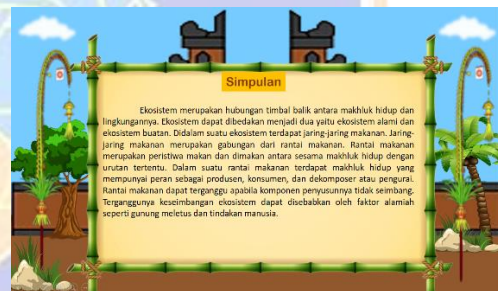 Simpulan
Ekosistem merupakan hubungan timbal balik antara makhluk hidup dan
lingkungannya. Ekosistem dapat dibedakan menjadi dua yaitu ekosistem alami dan
ekosistem buatan. Didalam suatu ekosistem terdapat jaring-jaring makanan. Jaring-
jaring makanan merupakan gabungan dari rantai makanan. Rantai makanan
merupakan peristiwa makan dan dimakan antara sesama makhluk hidup dengan
urutan tertentu. Dalam suatu rantai makanan terdapat makhluk hidup yang
mempunyai peran sebagai produsen, konsumen, dan dekomposer atau pengurai.
Rantai makanan dapat terganggu apabila komponen penyusunnya tidak seimbang.
Terganggunya keseimbangan ekosistem dapat disebabkan oleh faktor alamiah
seperti gunung meletus dan tindakan manusia.